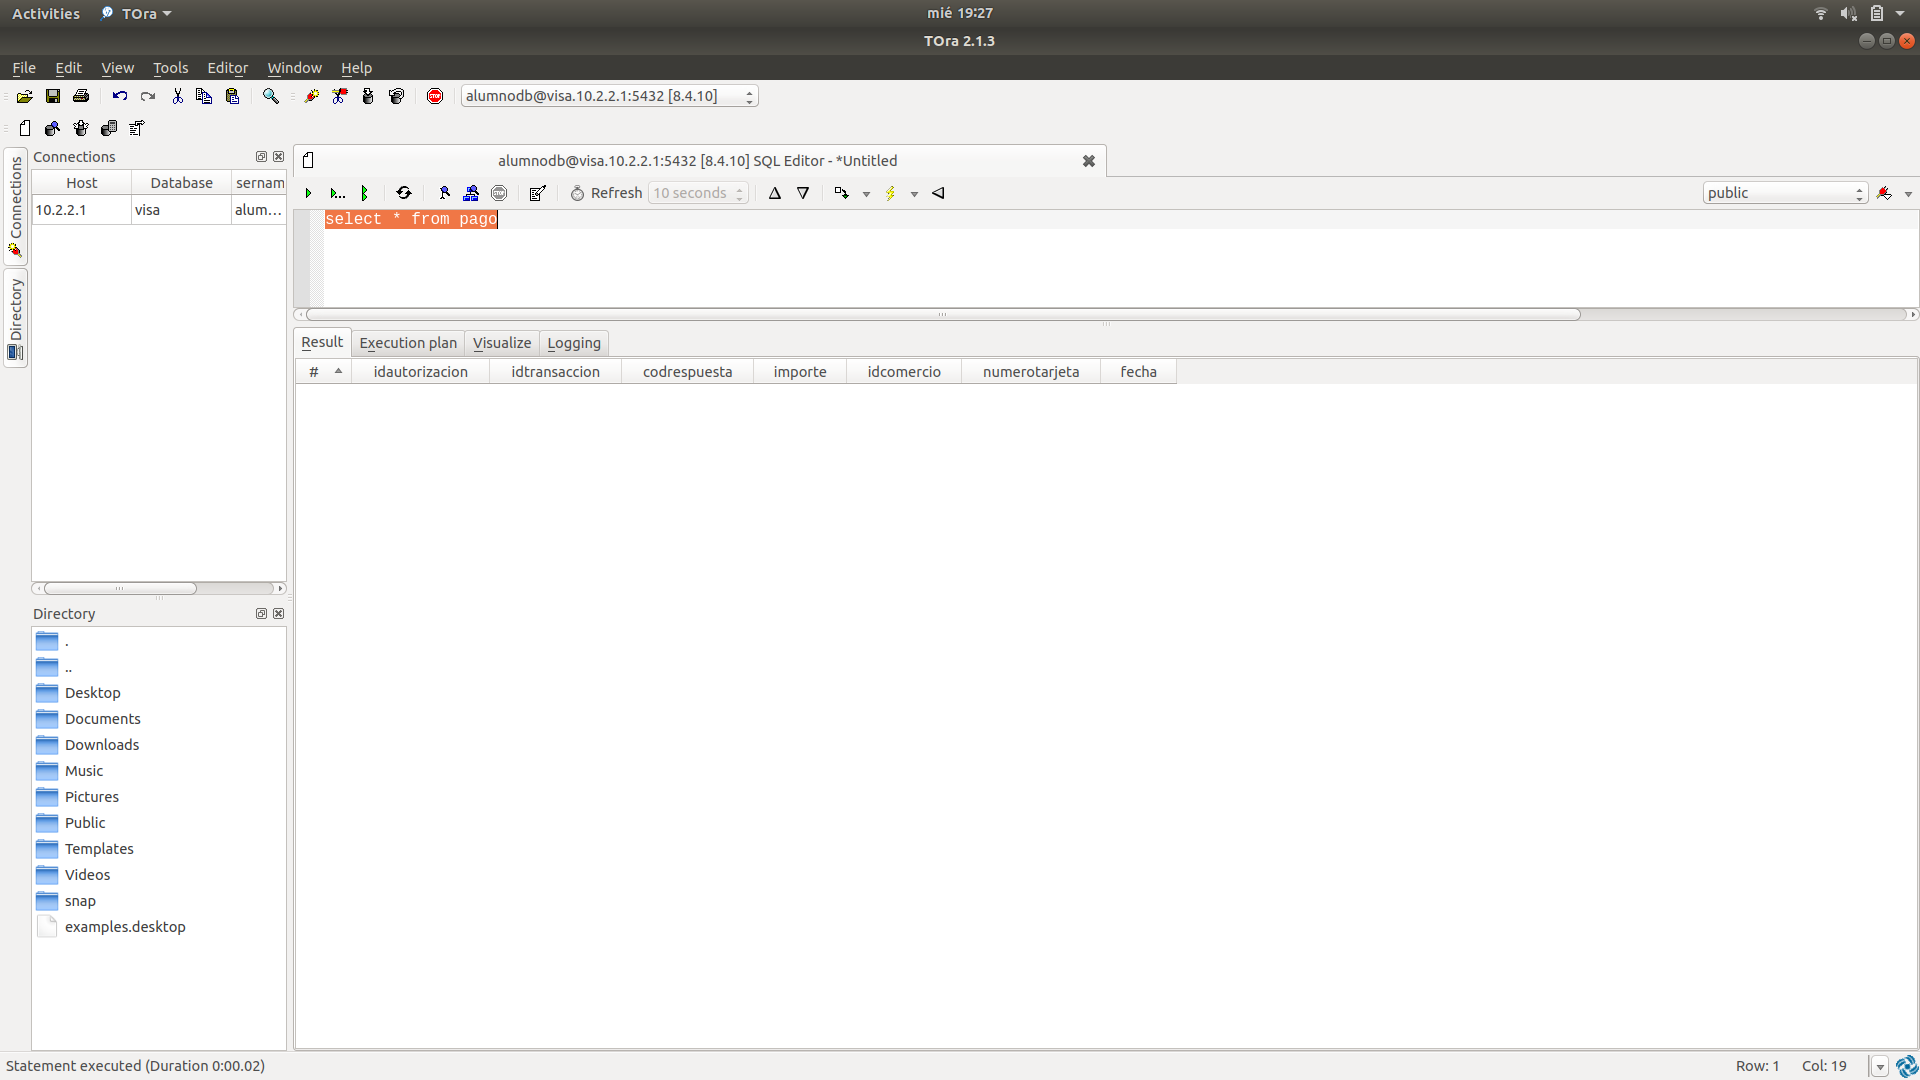 Activities TOra mié 19:27
TOra 2.1.3
File Edit View Tools Editor Window Help
STOP alumnodb@visa.10.2.2.1:5432 [8.4.10]
Connections
Directory
Connections
Host Database sernam
10.2.2.1 visa alum...
Directory
.
..
Desktop
Documents
Downloads
Music
Pictures
Public
Templates
Videos
snap
examples.desktop
alumnodb@visa.10.2.2.1:5432 [8.4.10] SQL Editor - *Untitled
Refresh 10 seconds public
select * from pago
Result Execution plan Visualize Logging
# idautorizacion idtransaccion codrespuesta importe idcomercio numerotarjeta fecha
Statement executed (Duration 0:00.02) Row: 1 Col: 19